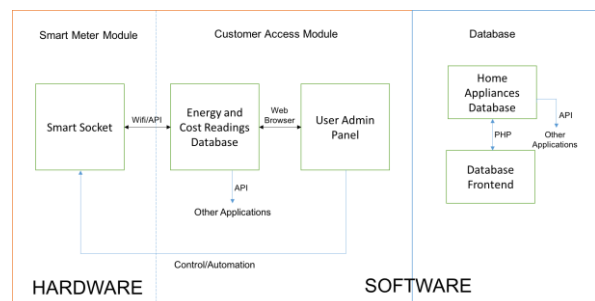 Smart Meter Module
Customer Access Module
Database
Smart Socket
Wifi/API
Energy and
Cost Readings
Database
Web
Browser
User Admin
Panel
API
Other Applications
Control/Automation
Home
Appliances
Database
API
Other
Applications
PHP
Database
Frontend
HARDWARE
SOFTWARE